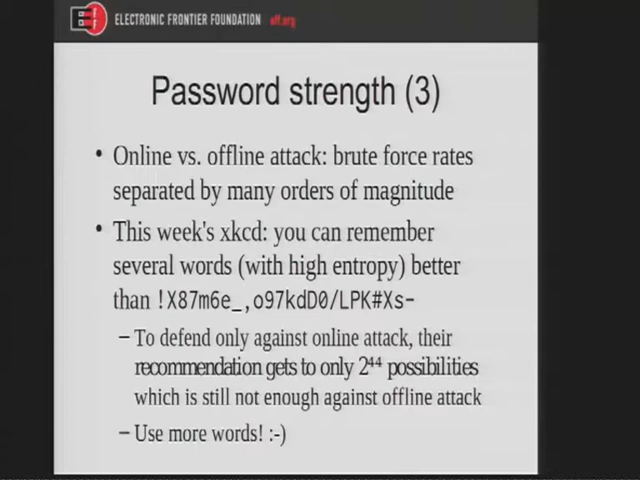 ELECTRONIC FRONTIER FOUNDATION eff.org
Password strength (3)
• Online vs. offline attack: brute force rates
separated by many orders of magnitude
• This week's xkcd: you can remember
several words (with high entropy) better
than !X87m6e_,o97kdD0/LPK#Xs-
– To defend only against online attack, their
recommendation gets to only 2⁴⁴ possibilities
which is still not enough against offline attack
– Use more words! :-)